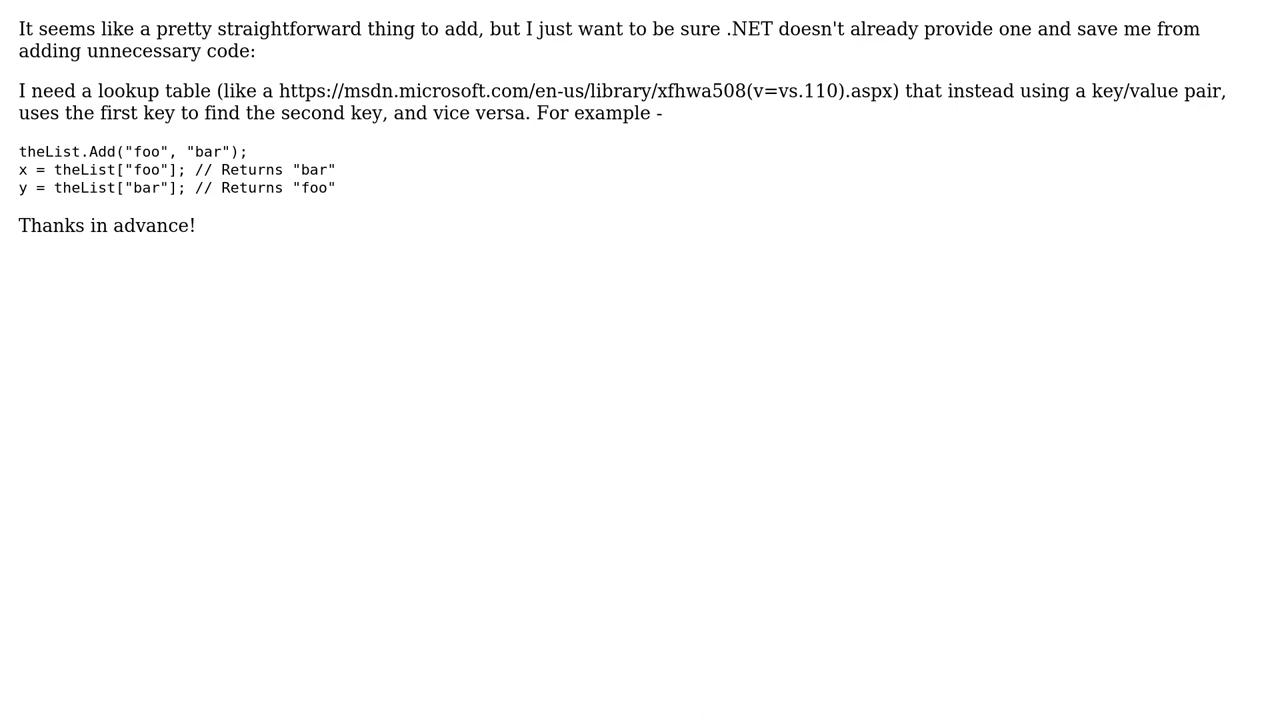 It seems like a pretty straightforward thing to add, but I just want to be sure .NET doesn't already provide one and save me from
adding unnecessary code:
I need a lookup table (like a https://msdn.microsoft.com/en-us/library/xfhwa508(v=vs.110).aspx) that instead using a key/value pair,
uses the first key to find the second key, and vice versa. For example -
theList.Add("foo", "bar");
x = theList["foo"]; // Returns "bar"
y = theList["bar"]; // Returns "foo"
Thanks in advance!